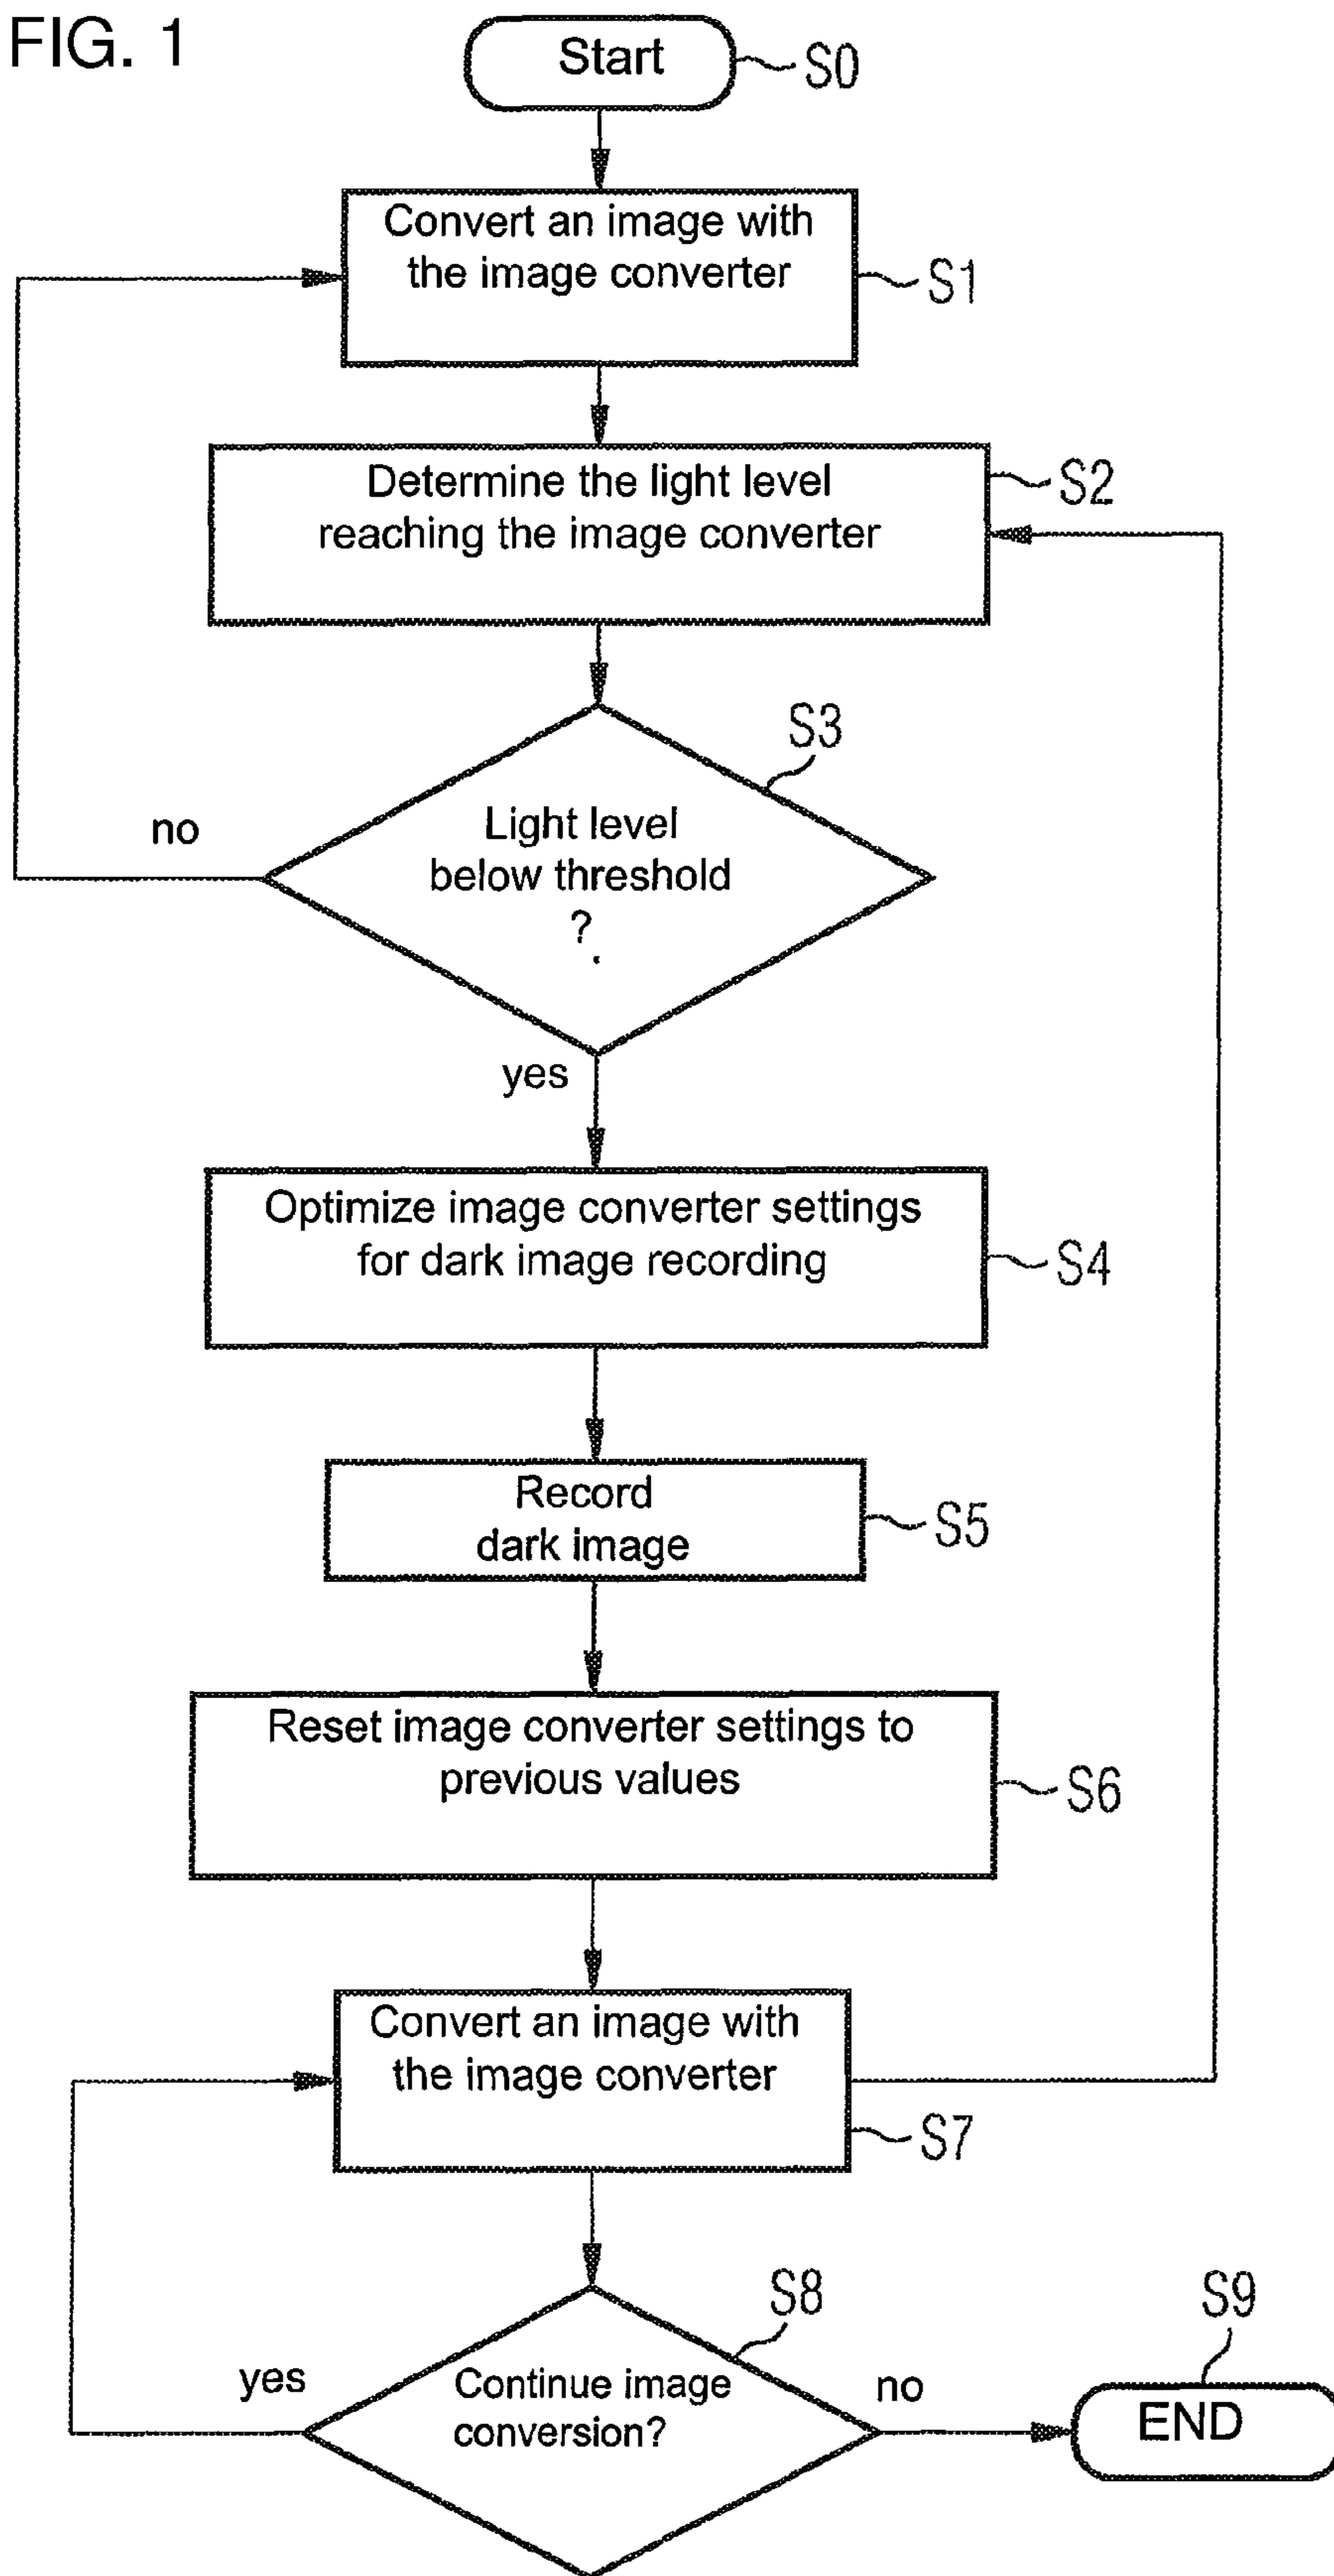 FIG. 1
Start
S0
Convert an image with
the image converter
S1
Determine the light level
reaching the image converter
S2
S3
Light level
below threshold
?
no
yes
Optimize image converter settings
for dark image recording
S4
Record
dark image
S5
Reset image converter settings to
previous values
S6
Convert an image with
the image converter
S7
S8
Continue image
conversion?
yes
no
S9
END